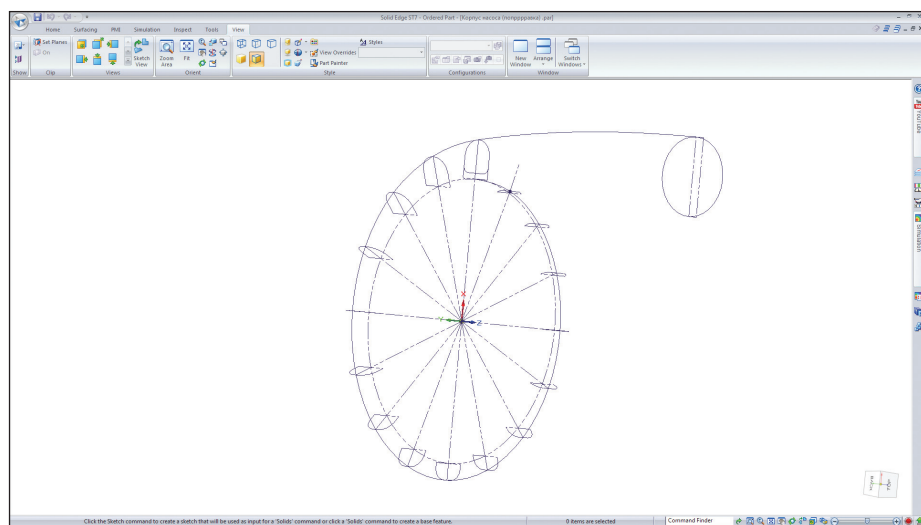 Solid Edge ST7 - Ordered Part - [Корпус насоса (попрррравка) .par]
Home Surfacing PMI Simulation Inspect Tools View
Set Planes
On
Show Clip
Views
Sketch View
Zoom Area
Fit
Orient
Styles
View Overrides
Part Painter
Style
Configurations
New Window
Arrange
Switch Windows
Window
YouTube
X
Y
Z
Click the Sketch command to create a sketch that will be used as input for a 'Solids' command or click a 'Solids' command to create a base feature.
0 items are selected
Command Finder